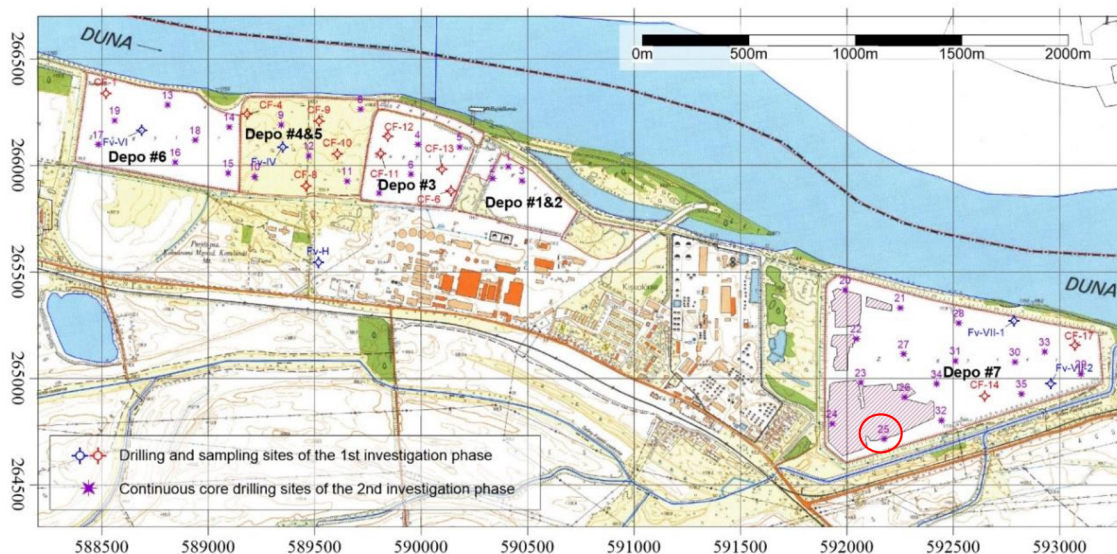 DUNA
0m 500m 1000m 1500m 2000m
266500
266000
265500
265000
264500
CF-1
13
19
14
17
Fv-VI
18
16
15
Depo #6
CF-4
9
CF-9
8
Depo #4&5
Fv-IV
12
CF-10
10
CF-8
11
CF-12
4
5
CF-13
CF-11
6
Depo #3
CF-6
1
3
Depo #1&2
Fv-H
20
21
28
Fv-VII-1
DUNA
22
27
31
30
33
CF-17
Depo #7
29
Fv-VII-2
23
26
34
CF-14
35
24
25
32
Drilling and sampling sites of the 1st investigation phase
Continuous core drilling sites of the 2nd investigation phase
588500 589000 589500 590000 590500 591000 591500 592000 592500 593000